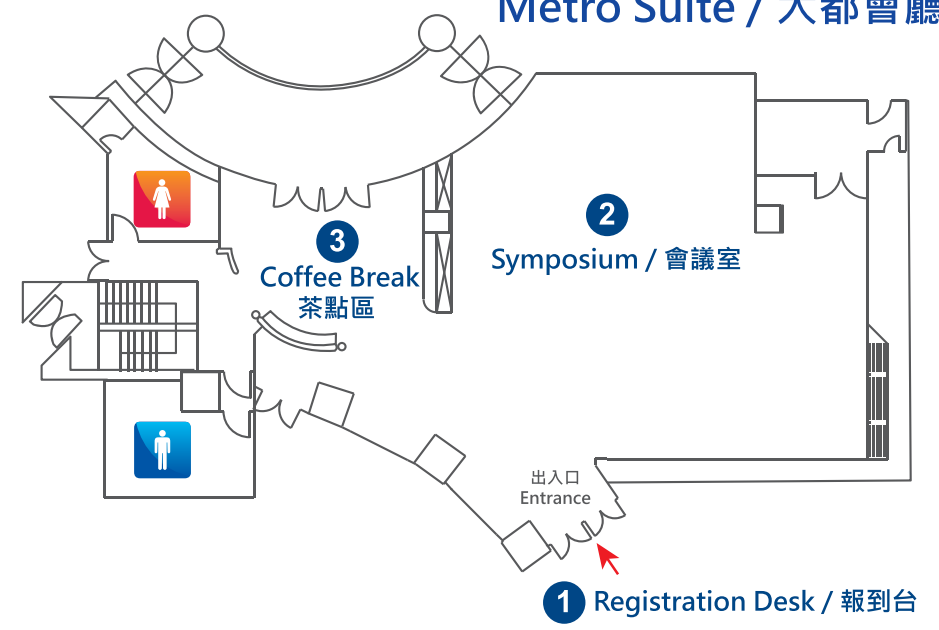 Metro Suite / 大都會廳
2
3
Symposium / 會議室
Coffee Break
茶點區
出入口
Entrance
1 Registration Desk / 報到台